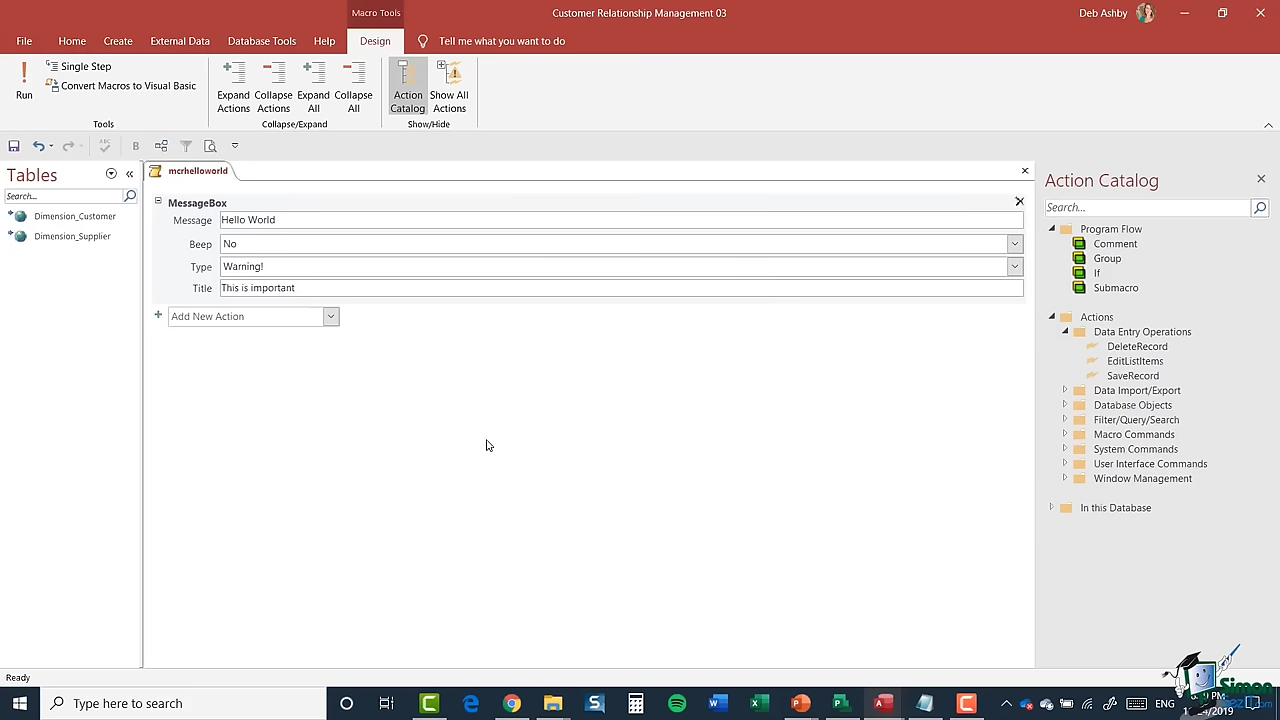 Macro Tools
Customer Relationship Management 03
Deb Ashby
File
Home
Create
External Data
Database Tools
Help
Design
Tell me what you want to do
Run
Single Step
Convert Macros to Visual Basic
Tools
Expand Actions
Collapse Actions
Expand All
Collapse All
Collapse/Expand
Action Catalog
Show All Actions
Show/Hide
ABC
B
Tables
Search...
Dimension_Customer
Dimension_Supplier
mcrhelloworld
MessageBox
Message
Hello World
Beep
No
Type
Warning!
Title
This is important
Add New Action
Action Catalog
Search...
Program Flow
Comment
Group
If
Submacro
Actions
Data Entry Operations
DeleteRecord
EditListItems
SaveRecord
Data Import/Export
Database Objects
Filter/Query/Search
Macro Commands
System Commands
User Interface Commands
Window Management
In this Database
Ready
Type here to search
ENG
Simon